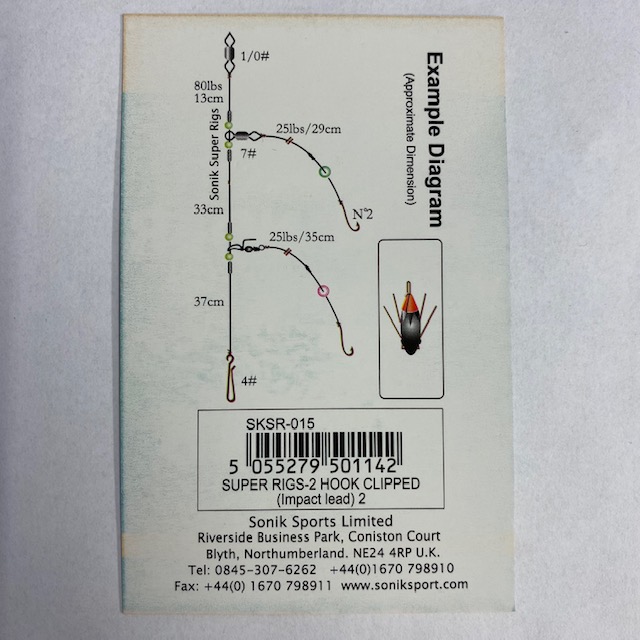 Example Diagram
(Approximate Dimension)
1/0#
80lbs
13cm
Sonik Super Rigs
25lbs/29cm
7#
N°2
33cm
25lbs/35cm
37cm
4#
SKSR-015
5 055279 501142
SUPER RIGS-2 HOOK CLIPPED
(Impact lead) 2
Sonik Sports Limited
Riverside Business Park, Coniston Court
Blyth, Northumberland. NE24 4RP U.K.
Tel: 0845-307-6262 +44(0)1670 798910
Fax: +44(0) 1670 798911 www.soniksport.com